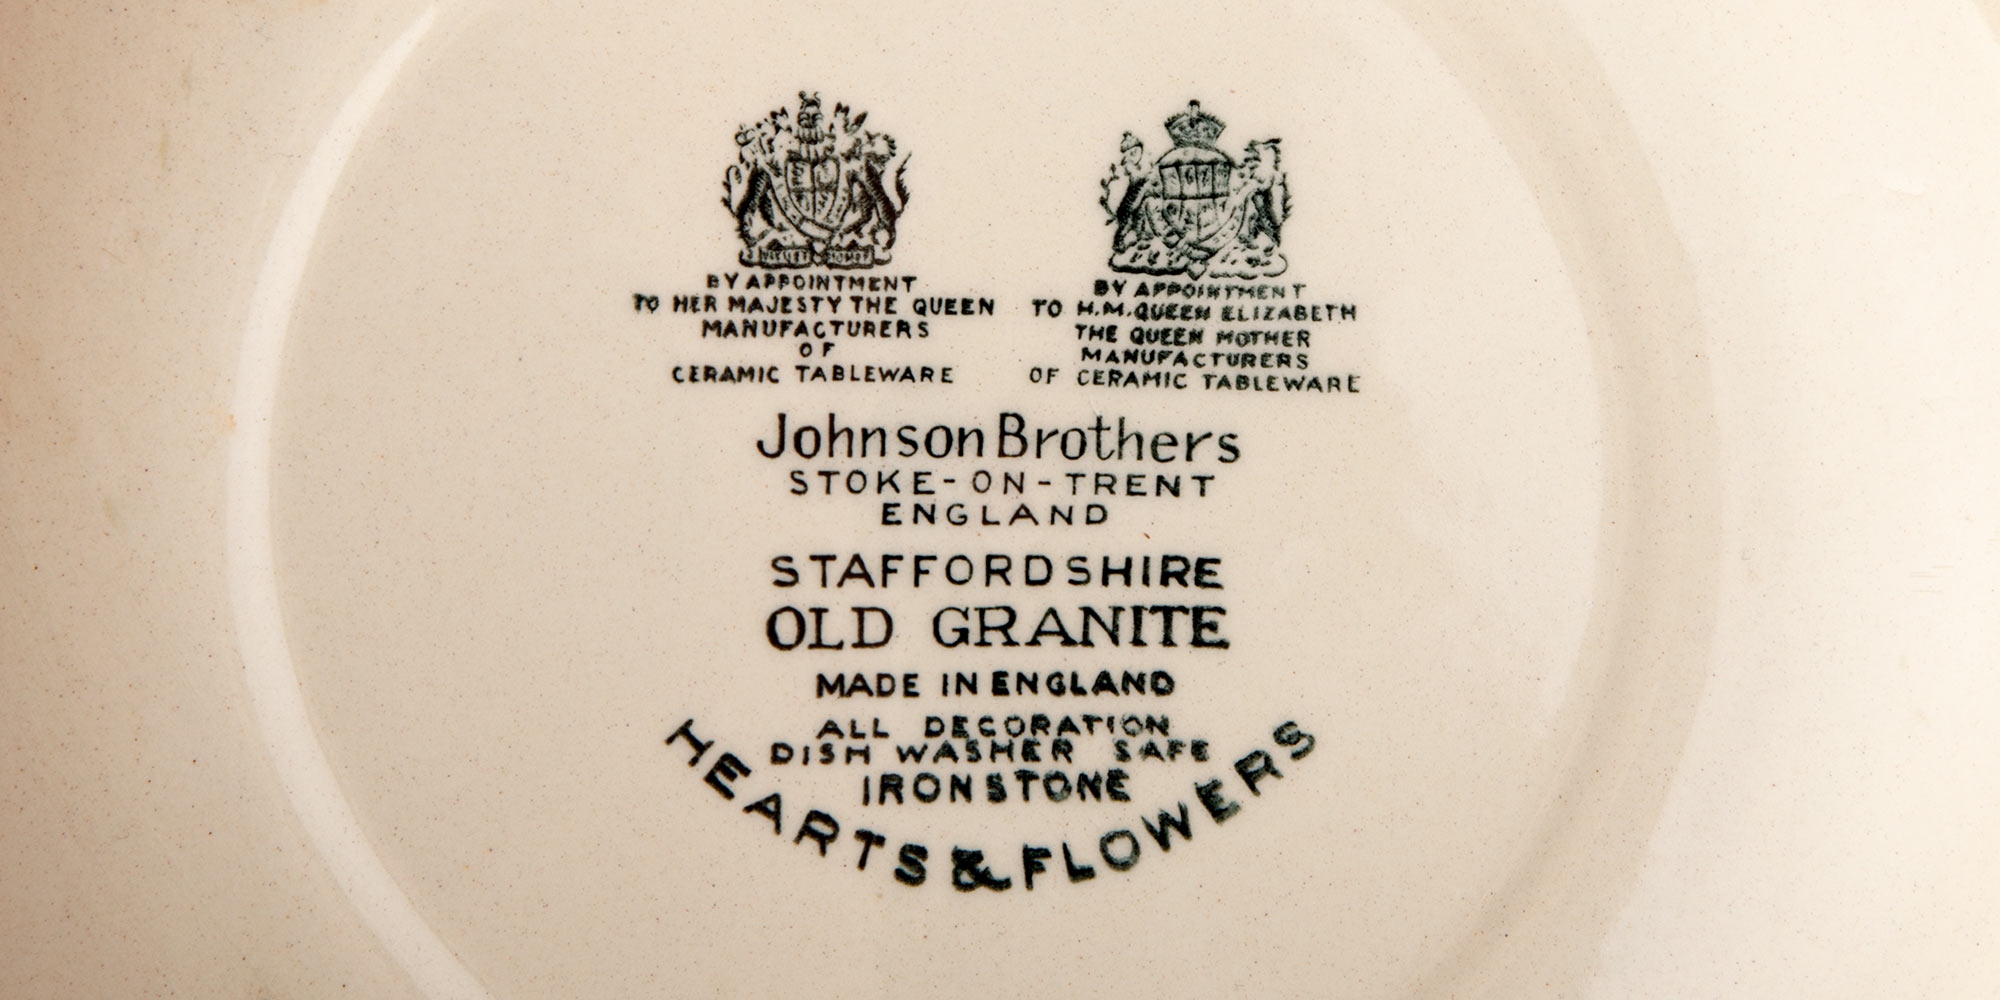 BY APPOINTMENT
TO HER MAJESTY THE QUEEN
MANUFACTURERS
OF
CERAMIC TABLEWARE
BY APPOINTMENT
TO H.M.QUEEN ELIZABETH
THE QUEEN MOTHER
MANUFACTURERS
OF CERAMIC TABLEWARE
Johnson Brothers
STOKE-ON-TRENT
ENGLAND
STAFFORDSHIRE
OLD GRANITE
MADE IN ENGLAND
ALL DECORATION
DISH WASHER SAFE
IRONSTONE
HEARTS & FLOWERS